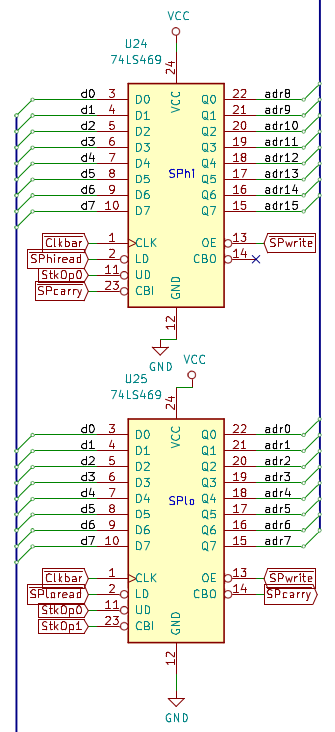 VCC
U24
74LS469
24
VCC
d0 3 D0 Q0 22 adr8
d1 4 D1 Q1 21 adr9
d2 5 D2 Q2 20 adr10
d3 6 D3 Q3 19 adr11
d4 7 D4 Q4 18 adr12
d5 8 D5 SPhi Q5 17 adr13
d6 9 D6 Q6 16 adr14
d7 10 D7 Q7 15 adr15
Clkbar 1 CLK OE 13 SPwrite
SPhiread 2 LD CBO 14
StkOp0 11 UD
SPcarry 23 CBI
GND
12
GND
VCC
U25
74LS469
24
VCC
d0 3 D0 Q0 22 adr0
d1 4 D1 Q1 21 adr1
d2 5 D2 Q2 20 adr2
d3 6 D3 Q3 19 adr3
d4 7 D4 Q4 18 adr4
d5 8 D5 SPlo Q5 17 adr5
d6 9 D6 Q6 16 adr6
d7 10 D7 Q7 15 adr7
Clkbar 1 CLK OE 13 SPwrite
SPloread 2 LD CBO 14 SPcarry
StkOp0 11 UD
StkOp1 23 CBI
GND
12
GND